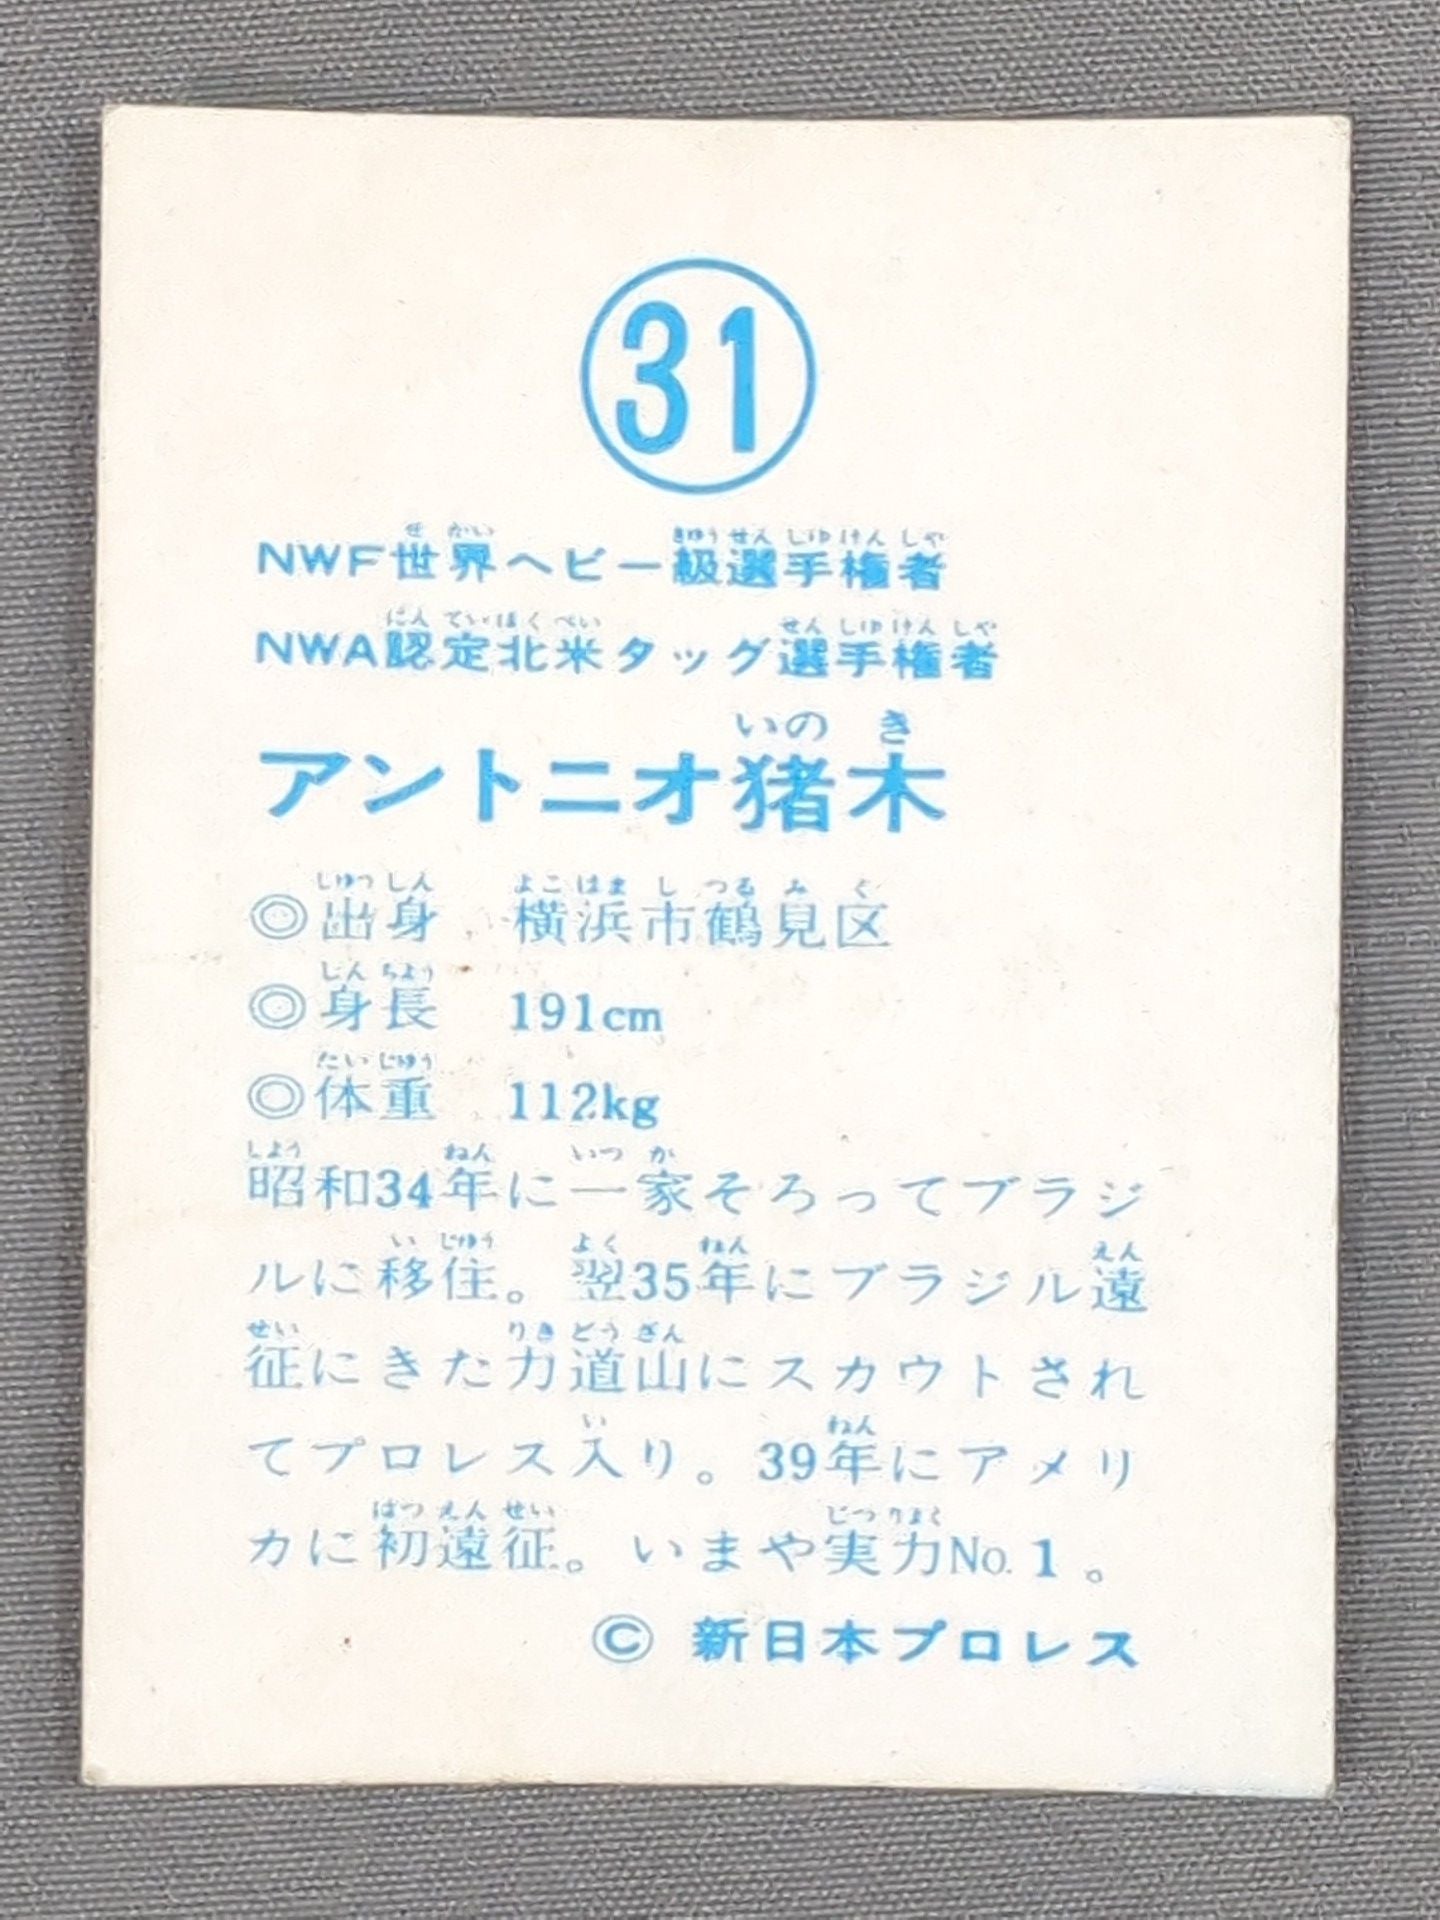 31
NWF世界ヘビー級選手権者
NWA認定北米タッグ選手権者
アントニオ猪木
◎出身 横浜市鶴見区
◎身長 191cm
◎体重 112kg
昭和34年に一家そろってブラジ
ルに移住。翌35年にブラジル遠
征にきた力道山にスカウトされ
てプロレス入り。39年にアメリ
カに初遠征。いまや実力No.1。
© 新日本プロレス